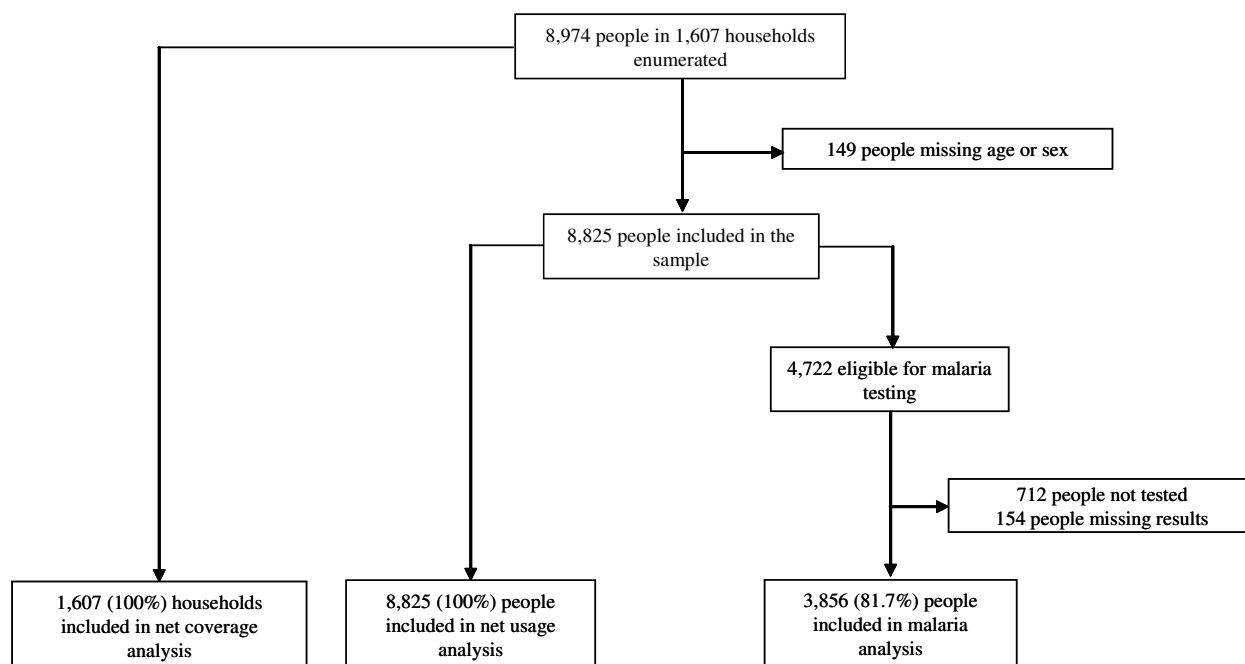 8,974 people in 1,607 households
enumerated
149 people missing age or sex
8,825 people included in the
sample
4,722 eligible for malaria
testing
712 people not tested
154 people missing results
1,607 (100%) households
included in net coverage
analysis
8,825 (100%) people
included in net usage
analysis
3,856 (81.7%) people
included in malaria
analysis